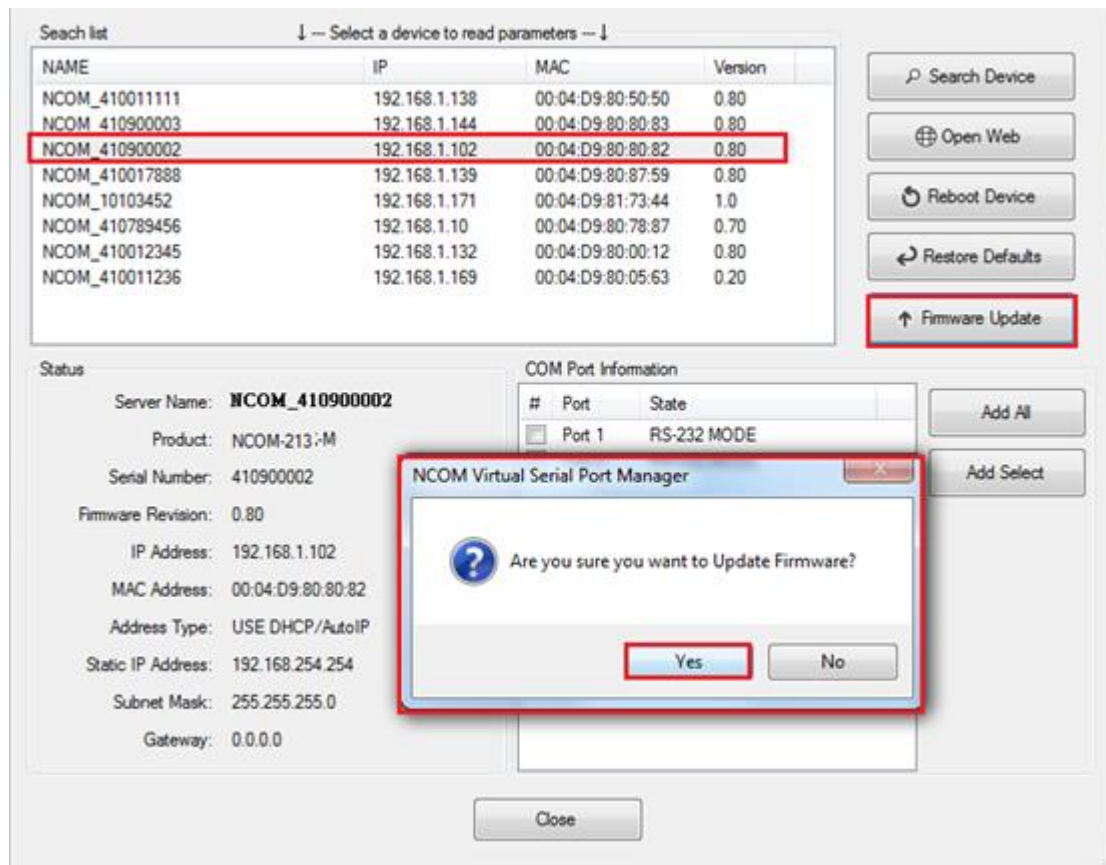 Seach list ↓ -- Select a device to read parameters -- ↓
NAME IP MAC Version
NCOM_410011111 192.168.1.138 00:04:D9:80:50:50 0.80
NCOM_410900003 192.168.1.144 00:04:D9:80:80:83 0.80
NCOM_410900002 192.168.1.102 00:04:D9:80:80:82 0.80
NCOM_410017888 192.168.1.139 00:04:D9:80:87:59 0.80
NCOM_10103452 192.168.1.171 00:04:D9:81:73:44 1.0
NCOM_410789456 192.168.1.10 00:04:D9:80:78:87 0.70
NCOM_410012345 192.168.1.132 00:04:D9:80:00:12 0.80
NCOM_410011236 192.168.1.169 00:04:D9:80:05:63 0.20
Search Device
Open Web
Reboot Device
Restore Defaults
Firmware Update
Status
Server Name: NCOM_410900002
Product: NCOM-213-M
Serial Number: 410900002
Firmware Revision: 0.80
IP Address: 192.168.1.102
MAC Address: 00:04:D9:80:80:82
Address Type: USE DHCP/AutoIP
Static IP Address: 192.168.254.254
Subnet Mask: 255.255.255.0
Gateway: 0.0.0.0
COM Port Information
# Port State
Port 1 RS-232 MODE
Add All
Add Select
NCOM Virtual Serial Port Manager
Are you sure you want to Update Firmware?
Yes No
Close